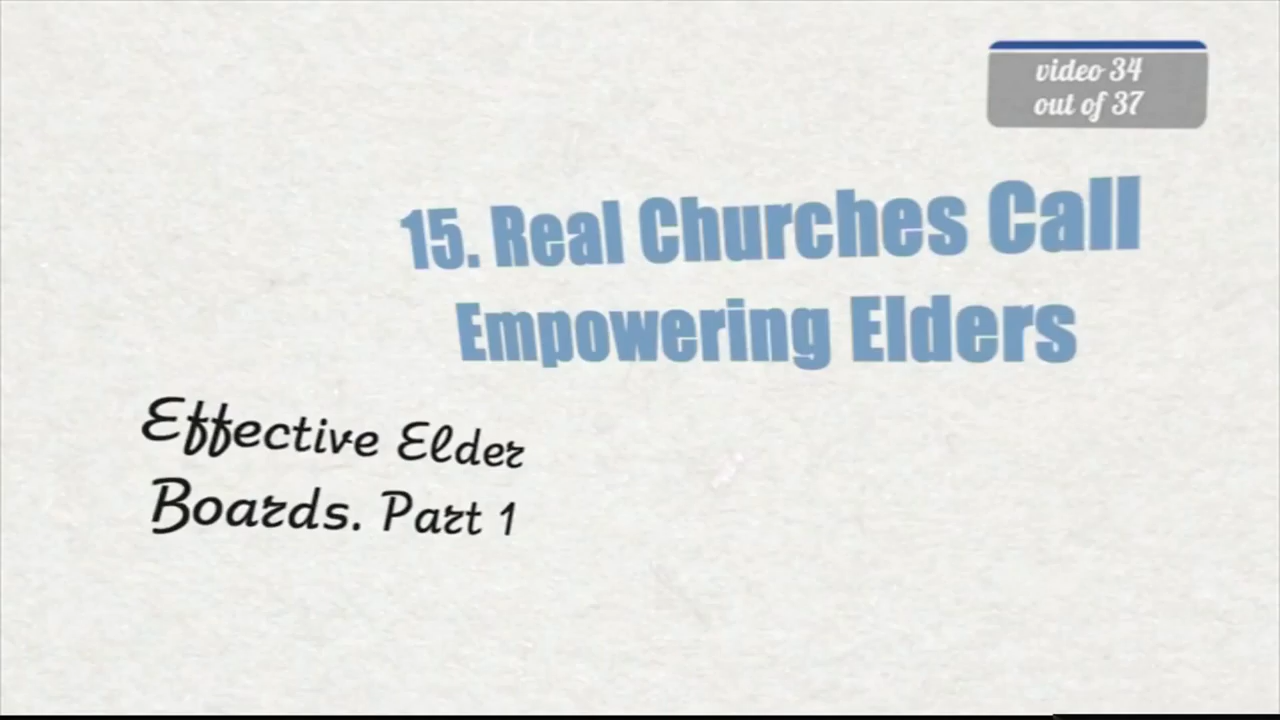 video 34
out of 37
15. Real Churches Call
Empowering Elders
Effective Elder
Boards. Part 1